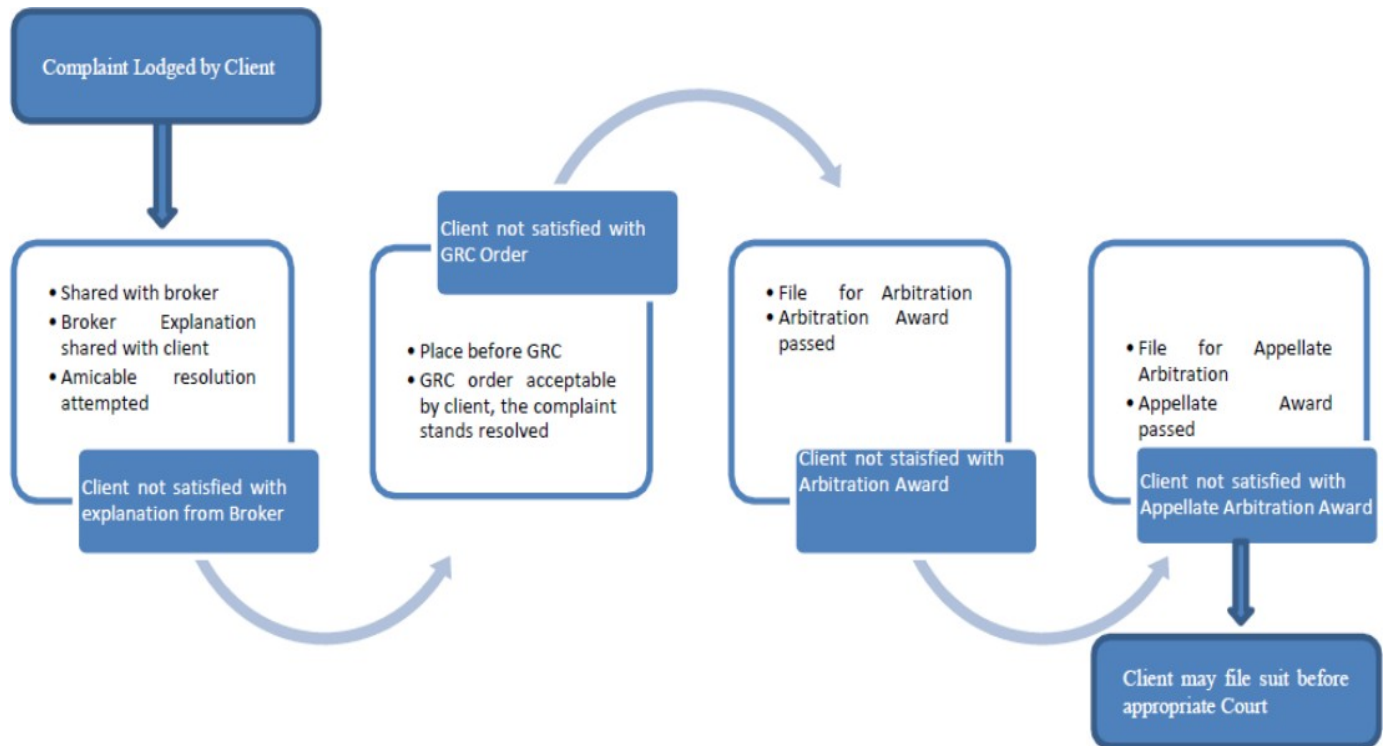 Complaint Lodged by Client
• Shared with broker
• Broker Explanation
shared with client
• Amicable resolution
attempted
Client not satisfied with
explanation from Broker
Client not satisfied with
GRC Order
• Place before GRC
• GRC order acceptable
by client, the complaint
stands resolved
• File for Arbitration
• Arbitration Award
passed
Client not staisfied with
Arbitration Award
• File for Appellate
Arbitration
• Appellate Award
passed
Client not satisfied with
Appellate Arbitration Award
Client may file suit before
appropriate Court